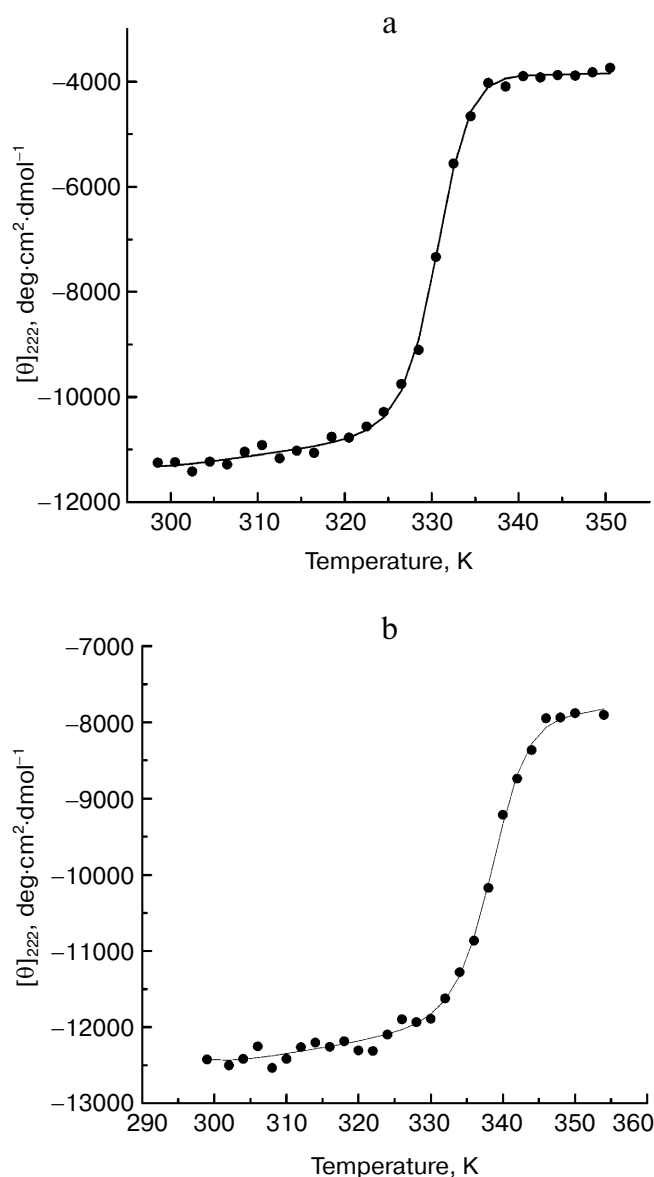 a
[θ]222, deg·cm2·dmol–1
–4000
–6000
–8000
–10000
–12000
300 310 320 330 340 350
Temperature, K
b
[θ]222, deg·cm2·dmol–1
–7000
–8000
–9000
–10000
–11000
–12000
–13000
290 300 310 320 330 340 350 360
Temperature, K